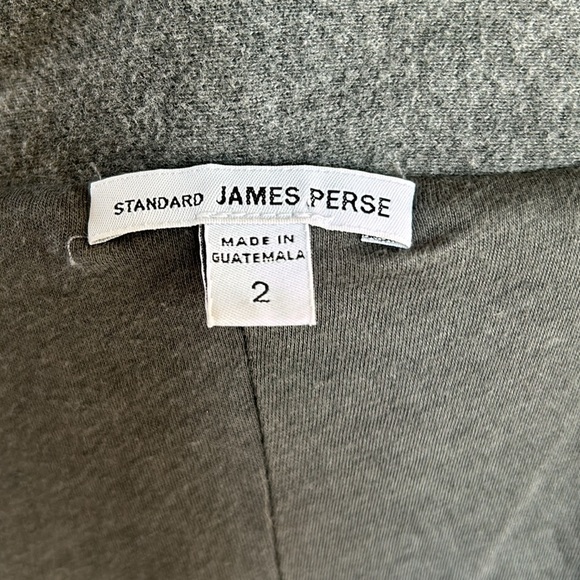 STANDARD JAMES PERSE
MADE IN
GUATEMALA
2